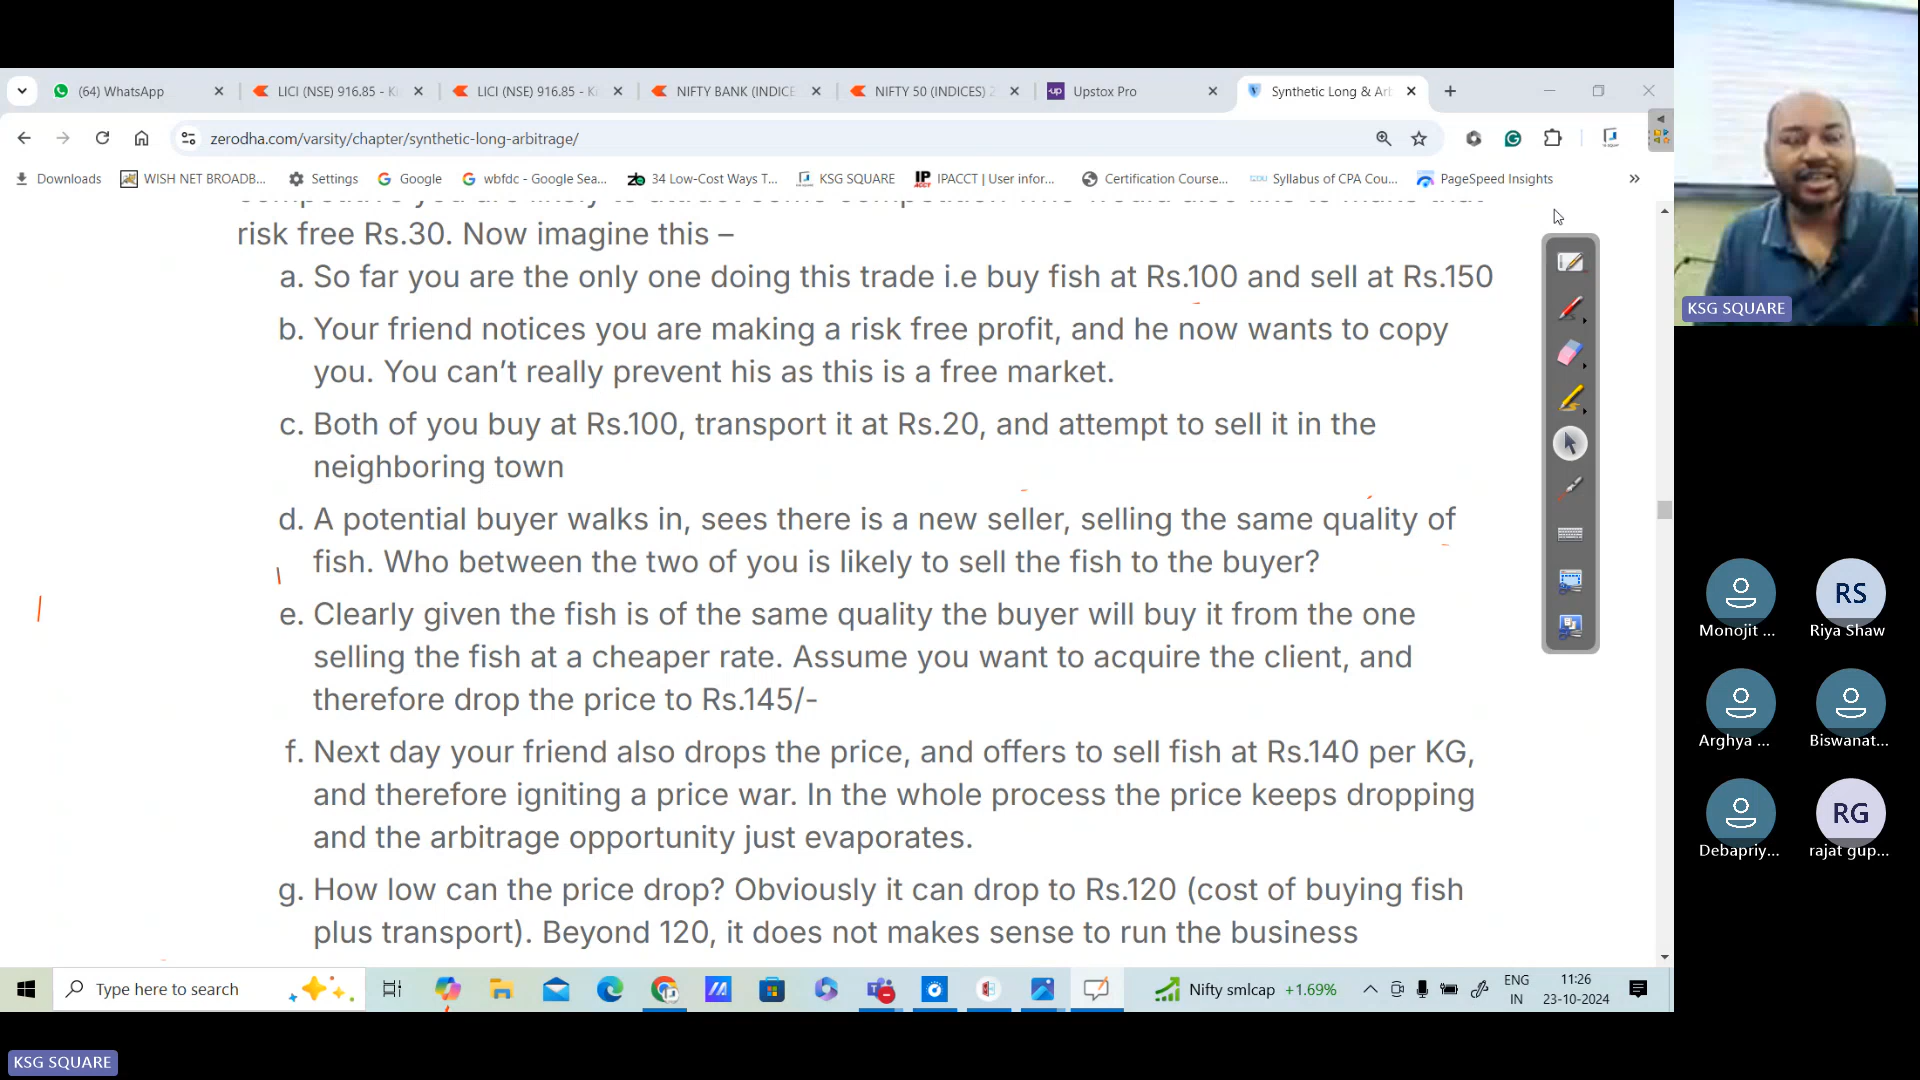 (64) WhatsApp
LICI (NSE) 916.85 - Ki
LICI (NSE) 916.85 - Ki
NIFTY BANK (INDICE
NIFTY 50 (INDICES) 2
up Upstox Pro
Synthetic Long & Arb
zerodha.com/varsity/chapter/synthetic-long-arbitrage/
Downloads
WISH NET BROADB...
Settings
Google
wbfdc - Google Sea...
34 Low-Cost Ways T...
KSG SQUARE
IPACCT | User infor...
Certification Course...
Syllabus of CPA Cou...
PageSpeed Insights
risk free Rs.30. Now imagine this –
a. So far you are the only one doing this trade i.e buy fish at Rs.100 and sell at Rs.150
b. Your friend notices you are making a risk free profit, and he now wants to copy
you. You can’t really prevent his as this is a free market.
c. Both of you buy at Rs.100, transport it at Rs.20, and attempt to sell it in the
neighboring town
d. A potential buyer walks in, sees there is a new seller, selling the same quality of
fish. Who between the two of you is likely to sell the fish to the buyer?
e. Clearly given the fish is of the same quality the buyer will buy it from the one
selling the fish at a cheaper rate. Assume you want to acquire the client, and
therefore drop the price to Rs.145/-
f. Next day your friend also drops the price, and offers to sell fish at Rs.140 per KG,
and therefore igniting a price war. In the whole process the price keeps dropping
and the arbitrage opportunity just evaporates.
g. How low can the price drop? Obviously it can drop to Rs.120 (cost of buying fish
plus transport). Beyond 120, it does not makes sense to run the business
Type here to search
Nifty smlcap +1.69%
ENG
IN
11:26
23-10-2024
KSG SQUARE
Monojit ...
RS
Riya Shaw
Arghya ...
Biswanat...
Debapriy...
RG
rajat gup...
KSG SQUARE